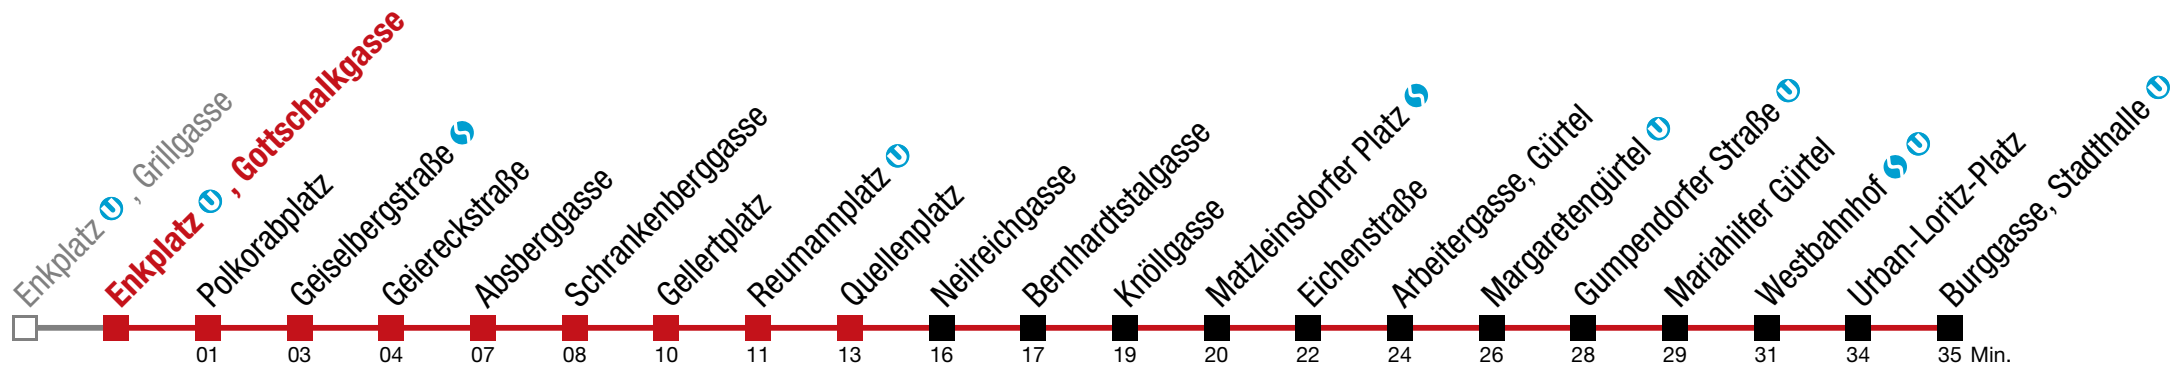 Enkplatz U , Grillgasse
Enkplatz U , Gottschalkgasse
Polkorabplatz
Geiselbergstraße S
Geiereckstraße
Absberggasse
Schrankenberggasse
Gellertplatz
Reumannplatz U
Quellenplatz
Neilreichgasse
Bernhardtstalgasse
Knöllgasse
Matzleinsdorfer Platz S
Eichenstraße
Arbeitergasse, Gürtel
Margaretengürtel U
Gumpendorfer Straße U
Mariahilfer Gürtel
Westbahnhof S U
Urban-Loritz-Platz
Burggasse, Stadthalle U
01 03 04 07 08 10 11 13 16 17 19 20 22 24 26 28 29 31 34 35 Min.